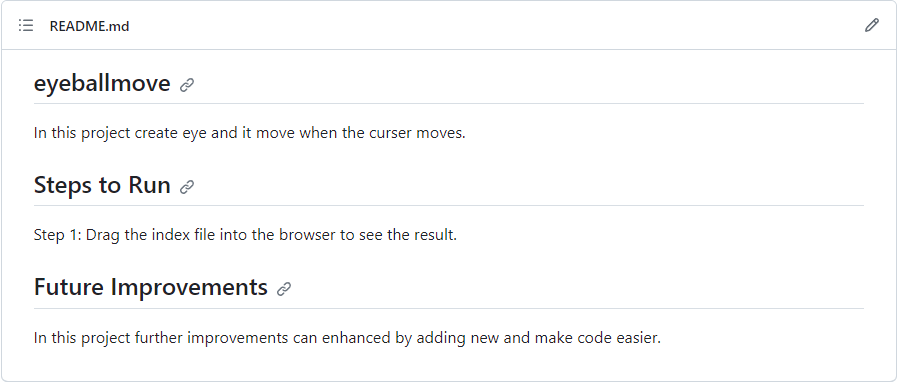 README.md
eyeballmove
In this project create eye and it move when the curser moves.
Steps to Run
Step 1: Drag the index file into the browser to see the result.
Future Improvements
In this project further improvements can enhanced by adding new and make code easier.